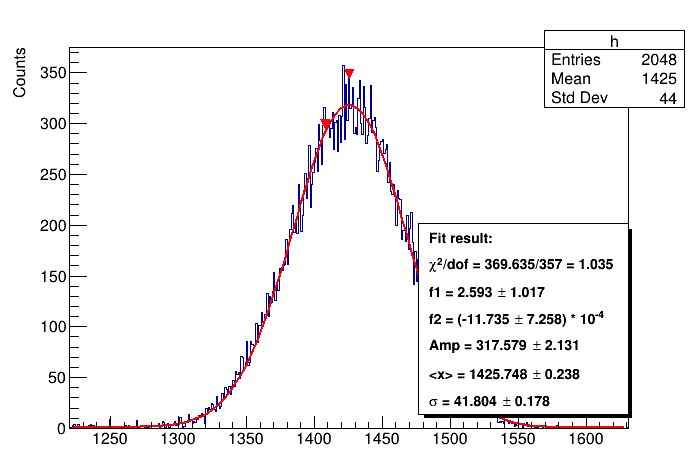 h
Entries 2048
Mean 1425
Std Dev 44
Counts
350
300
250
200
150
100
50
0
Fit result:
χ²/dof = 369.635/357 = 1.035
f1 = 2.593 ± 1.017
f2 = (-11.735 ± 7.258) * 10⁻⁴
Amp = 317.579 ± 2.131
<x> = 1425.748 ± 0.238
σ = 41.804 ± 0.178
1250 1300 1350 1400 1450 1500 1550 1600